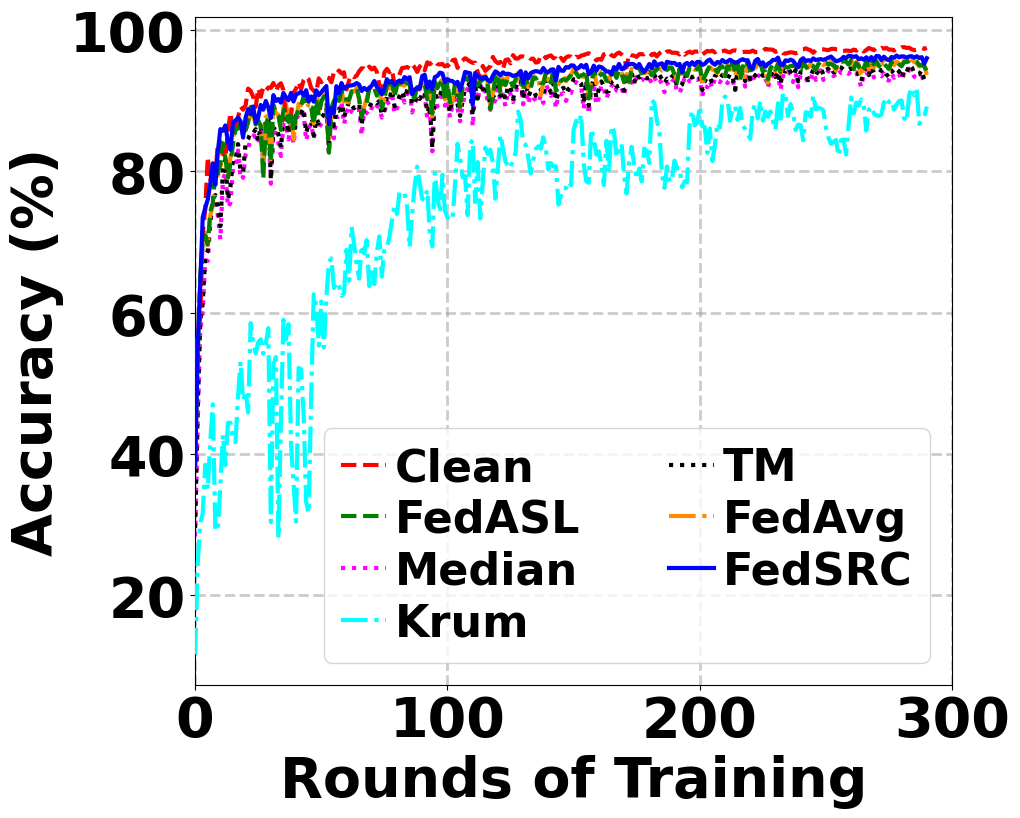 Accuracy (%)
100
80
60
40
20
Clean
FedASL
Median
Krum
TM
FedAvg
FedSRC
0 100 200 300
Rounds of Training